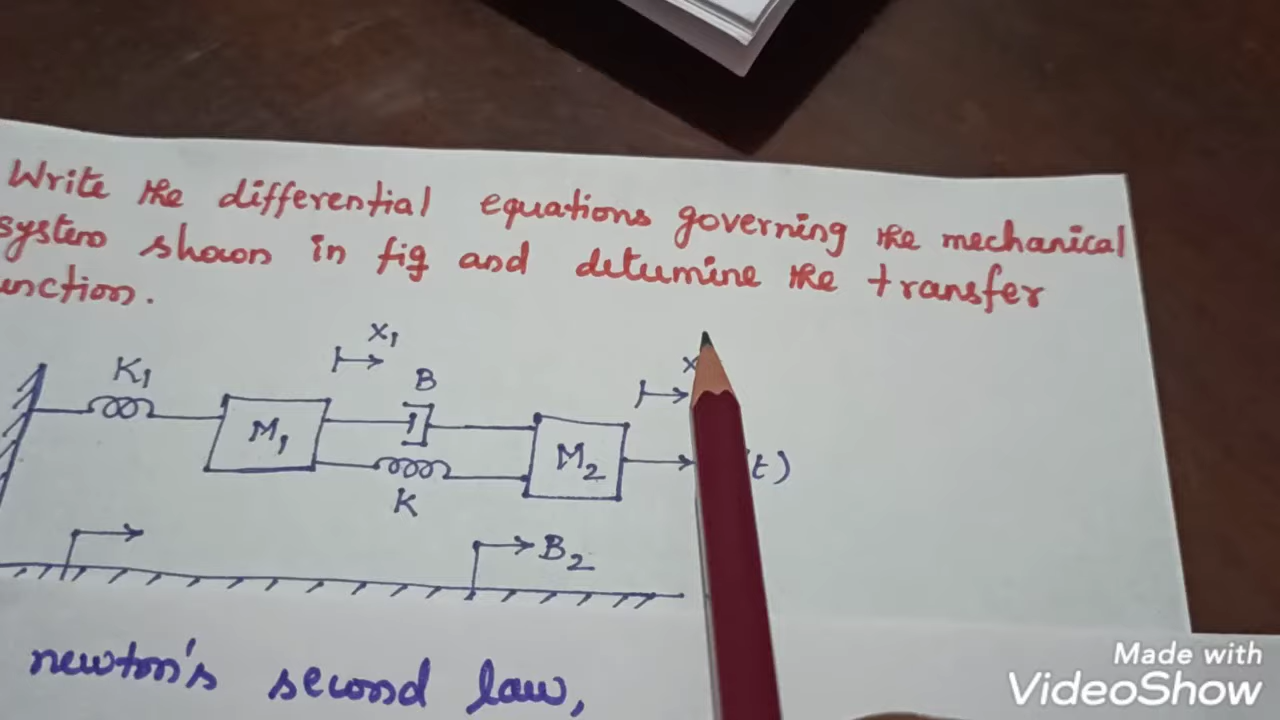 Write the differential equations governing the mechanical
system shown in fig and determine the transfer
unction.
x1
K1
B
x
M1
M2
t)
K
B2
newton's second law,
Made with
VideoShow